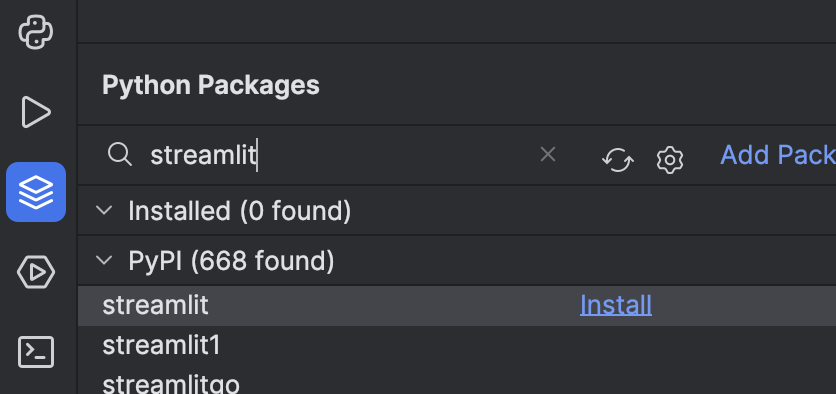 Python Packages
streamlit
Add Pack
Installed (0 found)
PyPI (668 found)
streamlit Install
streamlit1
streamlitgo